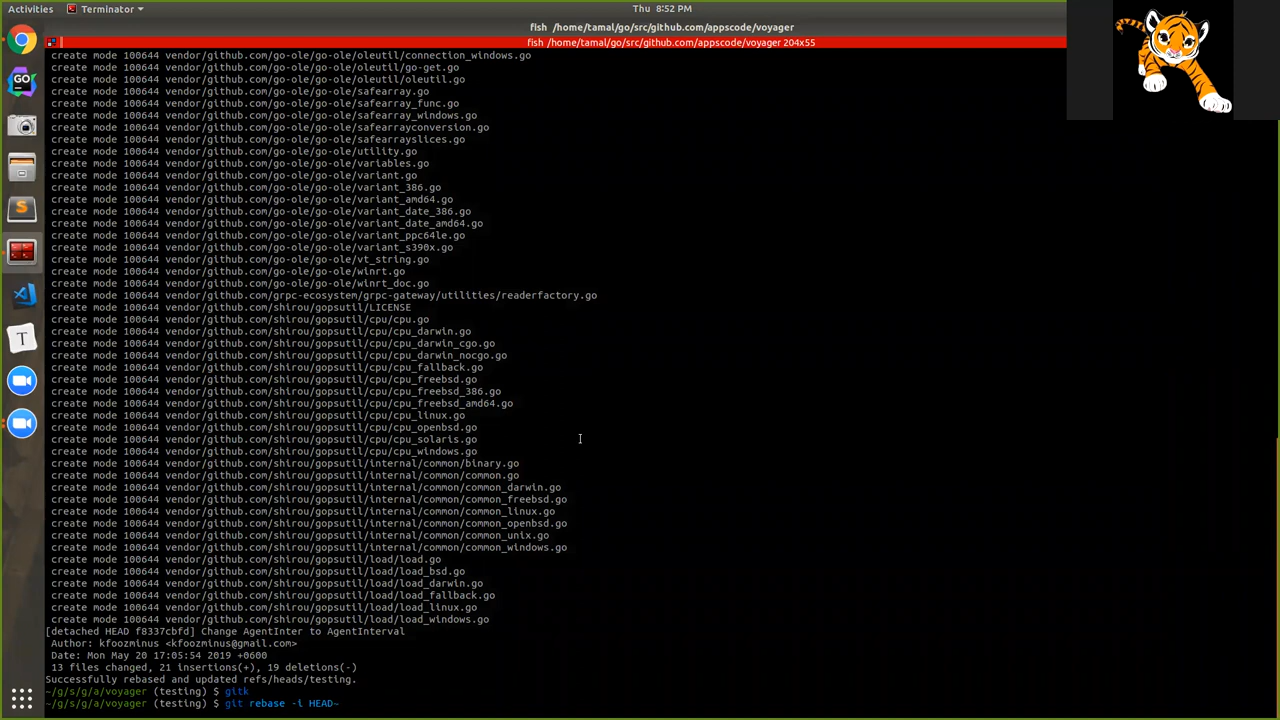 Activities
Terminator
Thu 8:52 PM
fish /home/tamal/go/src/github.com/appscode/voyager
fish /home/tamal/go/src/github.com/appscode/voyager 204x55
create mode 100644 vendor/github.com/go-ole/go-ole/oleutil/connection_windows.go
create mode 100644 vendor/github.com/go-ole/go-ole/oleutil/go-get.go
create mode 100644 vendor/github.com/go-ole/go-ole/oleutil/oleutil.go
create mode 100644 vendor/github.com/go-ole/go-ole/safearray.go
create mode 100644 vendor/github.com/go-ole/go-ole/safearray_func.go
create mode 100644 vendor/github.com/go-ole/go-ole/safearray_windows.go
create mode 100644 vendor/github.com/go-ole/go-ole/safearrayconversion.go
create mode 100644 vendor/github.com/go-ole/go-ole/safearrayslices.go
create mode 100644 vendor/github.com/go-ole/go-ole/utility.go
create mode 100644 vendor/github.com/go-ole/go-ole/variables.go
create mode 100644 vendor/github.com/go-ole/go-ole/variant.go
create mode 100644 vendor/github.com/go-ole/go-ole/variant_386.go
create mode 100644 vendor/github.com/go-ole/go-ole/variant_amd64.go
create mode 100644 vendor/github.com/go-ole/go-ole/variant_date_386.go
create mode 100644 vendor/github.com/go-ole/go-ole/variant_date_amd64.go
create mode 100644 vendor/github.com/go-ole/go-ole/variant_ppc64le.go
create mode 100644 vendor/github.com/go-ole/go-ole/variant_s390x.go
create mode 100644 vendor/github.com/go-ole/go-ole/vt_string.go
create mode 100644 vendor/github.com/go-ole/go-ole/winrt.go
create mode 100644 vendor/github.com/go-ole/go-ole/winrt_doc.go
create mode 100644 vendor/github.com/grpc-ecosystem/grpc-gateway/utilities/readerfactory.go
create mode 100644 vendor/github.com/shirou/gopsutil/LICENSE
create mode 100644 vendor/github.com/shirou/gopsutil/cpu/cpu.go
create mode 100644 vendor/github.com/shirou/gopsutil/cpu/cpu_darwin.go
create mode 100644 vendor/github.com/shirou/gopsutil/cpu/cpu_darwin_cgo.go
create mode 100644 vendor/github.com/shirou/gopsutil/cpu/cpu_darwin_nocgo.go
create mode 100644 vendor/github.com/shirou/gopsutil/cpu/cpu_fallback.go
create mode 100644 vendor/github.com/shirou/gopsutil/cpu/cpu_freebsd.go
create mode 100644 vendor/github.com/shirou/gopsutil/cpu/cpu_freebsd_386.go
create mode 100644 vendor/github.com/shirou/gopsutil/cpu/cpu_freebsd_amd64.go
create mode 100644 vendor/github.com/shirou/gopsutil/cpu/cpu_linux.go
create mode 100644 vendor/github.com/shirou/gopsutil/cpu/cpu_openbsd.go
create mode 100644 vendor/github.com/shirou/gopsutil/cpu/cpu_solaris.go
create mode 100644 vendor/github.com/shirou/gopsutil/cpu/cpu_windows.go
create mode 100644 vendor/github.com/shirou/gopsutil/internal/common/binary.go
create mode 100644 vendor/github.com/shirou/gopsutil/internal/common/common.go
create mode 100644 vendor/github.com/shirou/gopsutil/internal/common/common_darwin.go
create mode 100644 vendor/github.com/shirou/gopsutil/internal/common/common_freebsd.go
create mode 100644 vendor/github.com/shirou/gopsutil/internal/common/common_linux.go
create mode 100644 vendor/github.com/shirou/gopsutil/internal/common/common_openbsd.go
create mode 100644 vendor/github.com/shirou/gopsutil/internal/common/common_unix.go
create mode 100644 vendor/github.com/shirou/gopsutil/internal/common/common_windows.go
create mode 100644 vendor/github.com/shirou/gopsutil/load/load.go
create mode 100644 vendor/github.com/shirou/gopsutil/load/load_bsd.go
create mode 100644 vendor/github.com/shirou/gopsutil/load/load_darwin.go
create mode 100644 vendor/github.com/shirou/gopsutil/load/load_fallback.go
create mode 100644 vendor/github.com/shirou/gopsutil/load/load_linux.go
create mode 100644 vendor/github.com/shirou/gopsutil/load/load_windows.go
[detached HEAD f8337cbfd] Change AgentInter to AgentInterval
Author: kfoozminus <kfoozminus@gmail.com>
Date: Mon May 20 17:05:54 2019 +0600
13 files changed, 21 insertions(+), 19 deletions(-)
Successfully rebased and updated refs/heads/testing.
~/g/s/g/a/voyager (testing) $ gitk
~/g/s/g/a/voyager (testing) $ git rebase -i HEAD~
GO
S
T